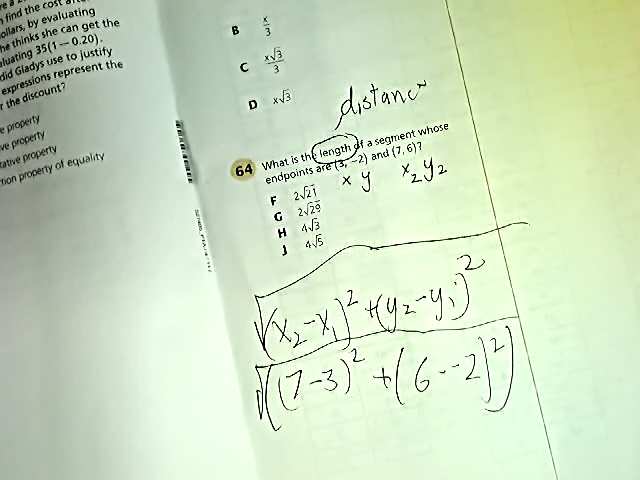 find the cost after
ollars, by evaluating
he thinks she can get the
luating 35(1 – 0.20).
did Gladys use to justify
expressions represent the
r the discount?
e property
ve property
tative property
tion property of equality
B x/3
C x√3/3
D x√3
distance
64 What is the length of a segment whose
endpoints are (3, –2) and (7, 6)?
x y x₂ y₂
F 2√21
G 2√29
H 4√3
J 4√5
√(x₂-x₁)²+(y₂-y₁)²
√((7-3)²+(6--2)²)